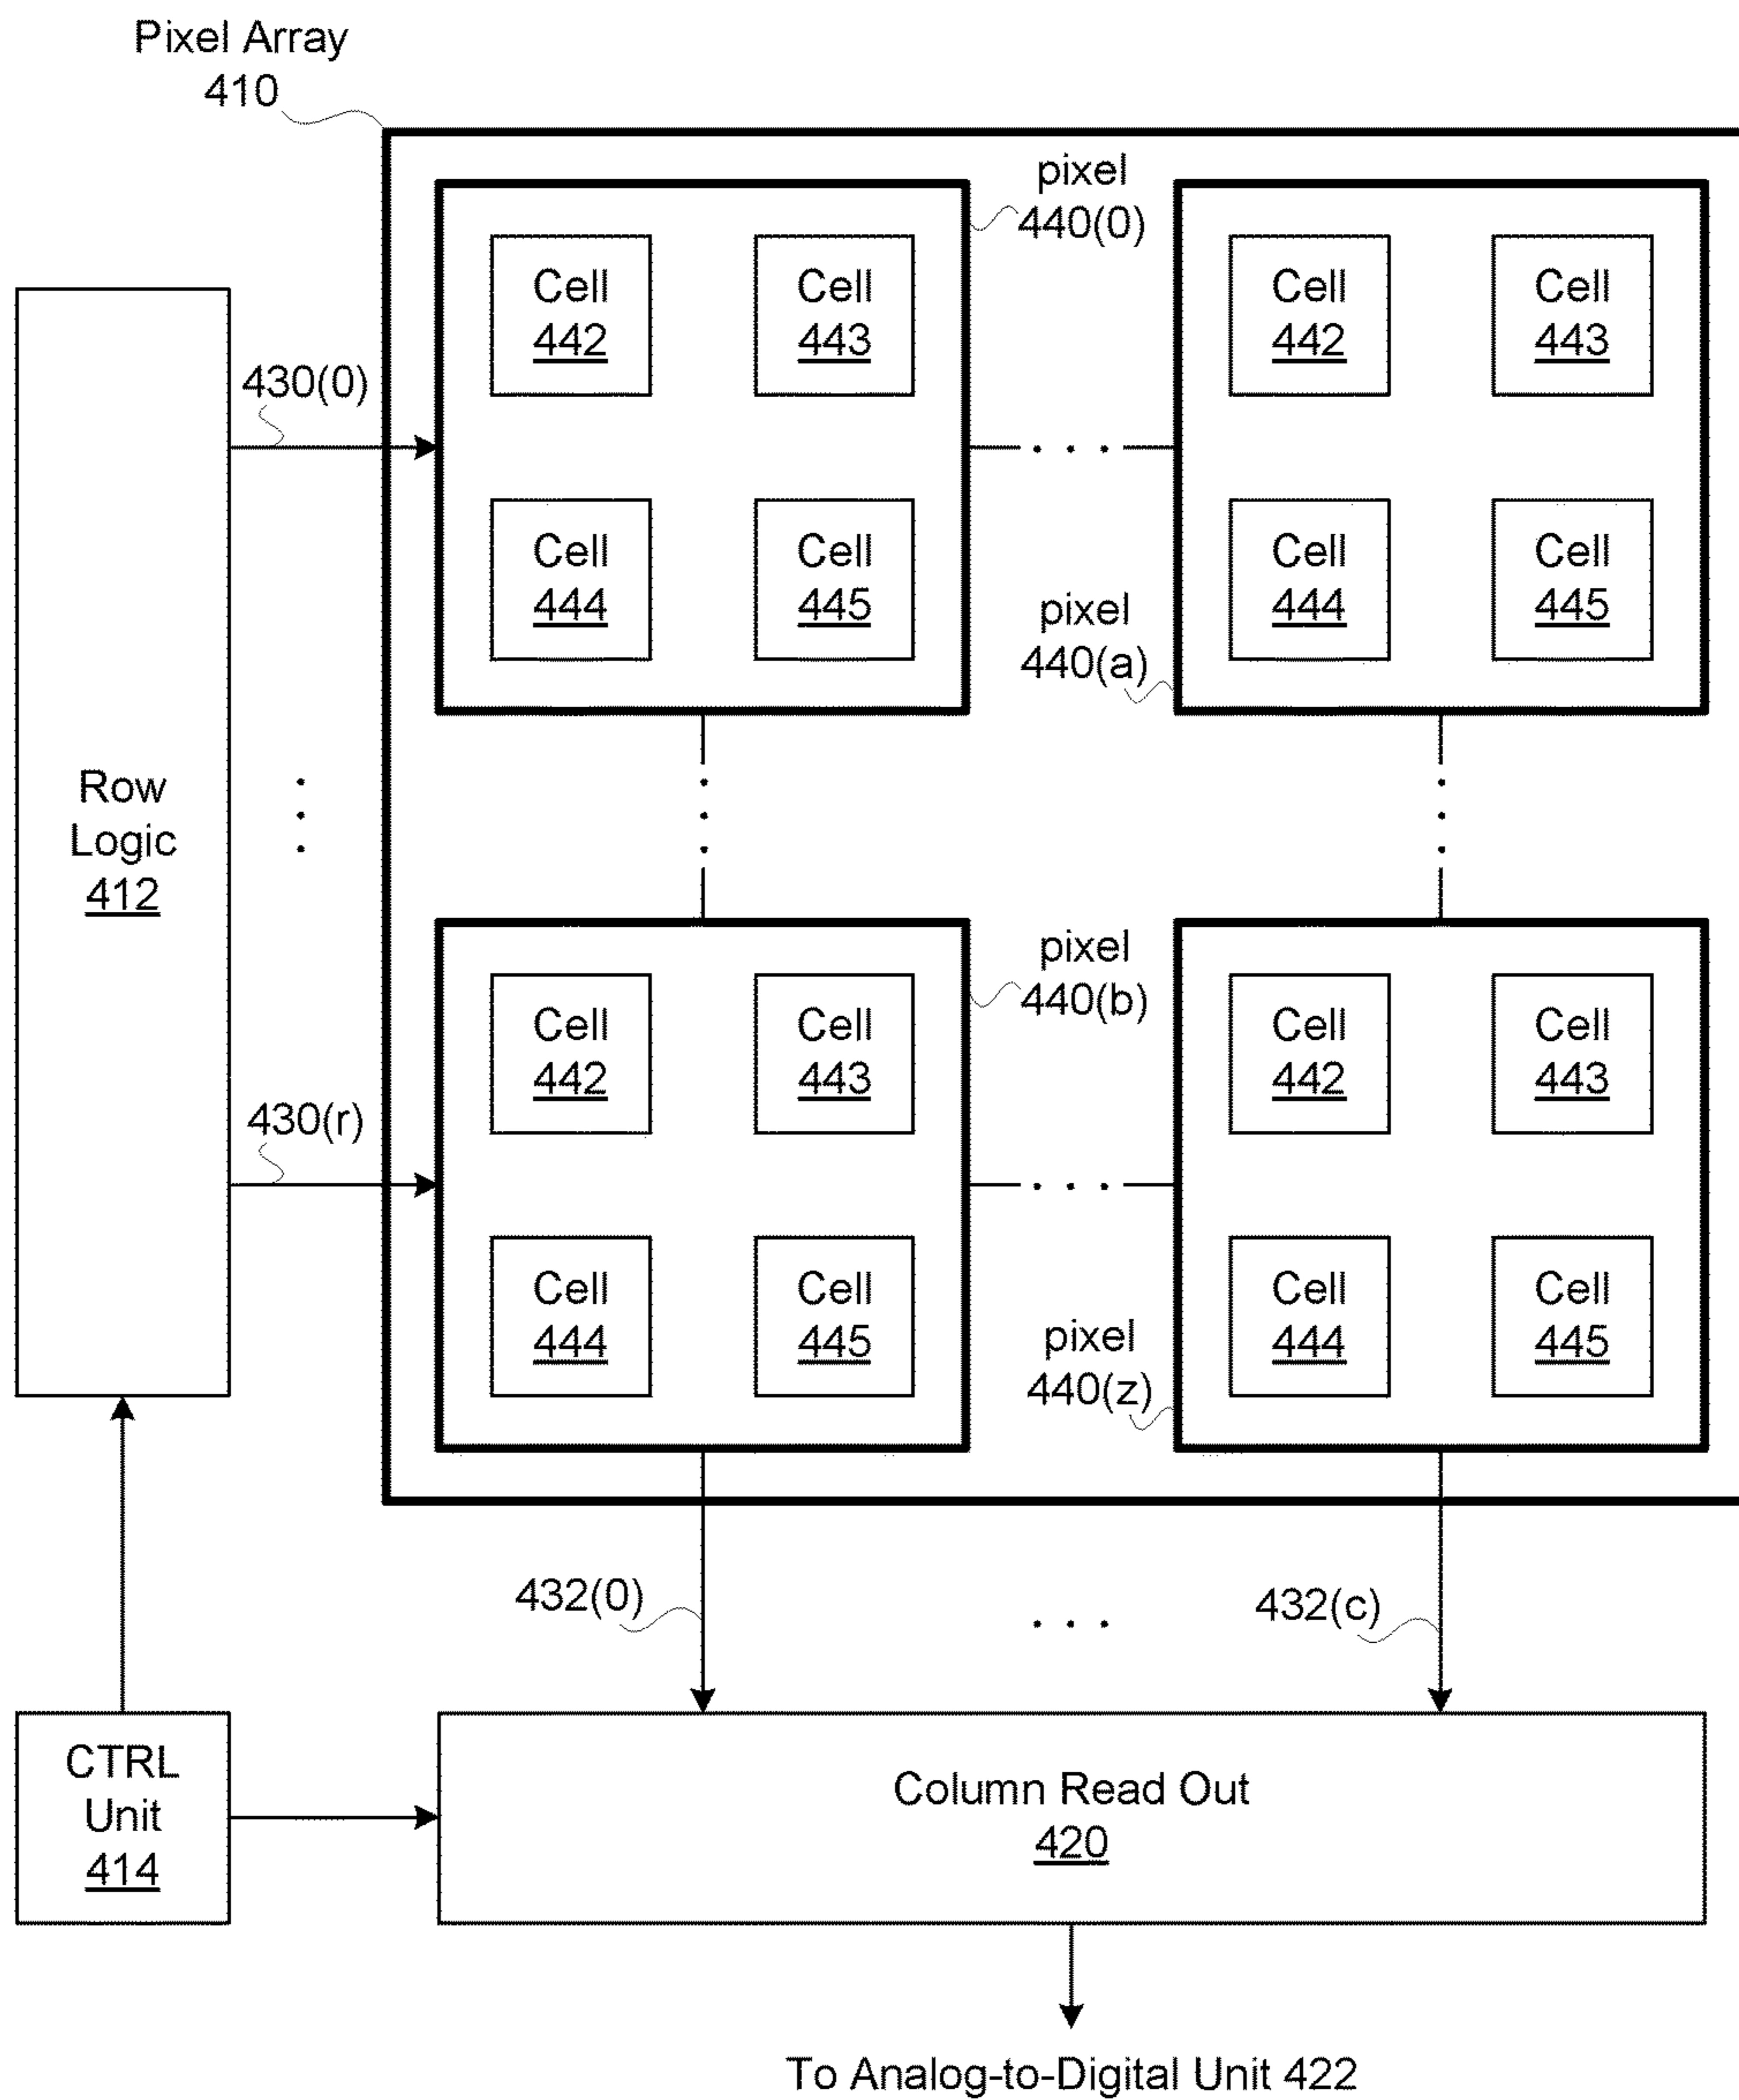 Pixel Array
410
pixel
440(0)
Cell
442
Cell
443
Cell
442
Cell
443
430(0)
Cell
444
Cell
445
pixel
440(a)
Cell
444
Cell
445
Row
Logic
412
pixel
440(b)
Cell
442
Cell
443
Cell
442
Cell
443
430(r)
Cell
444
Cell
445
pixel
440(z)
Cell
444
Cell
445
432(0)
432(c)
CTRL
Unit
414
Column Read Out
420
To Analog-to-Digital Unit 422